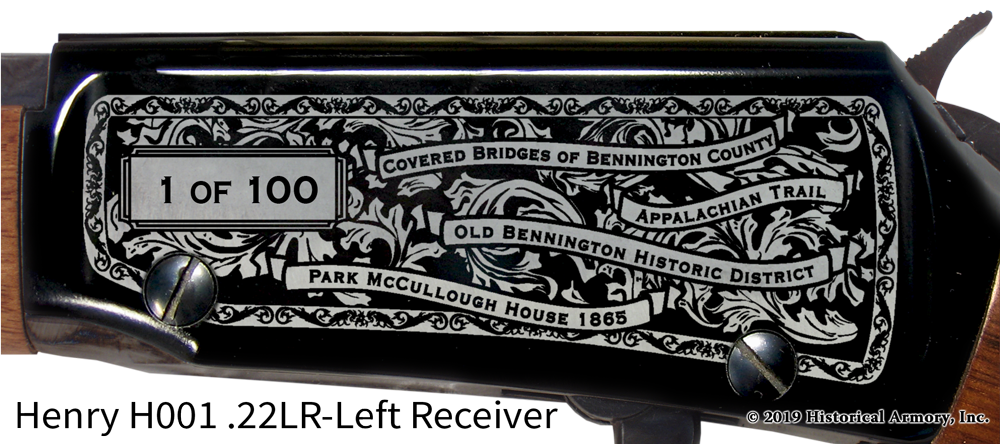 COVERED BRIDGES OF BENNINGTON COUNTY
1 OF 100
APPALACHIAN TRAIL
OLD BENNINGTON HISTORIC DISTRICT
PARK MCCULLOUGH HOUSE 1865
Henry H001 .22LR-Left Receiver
© 2019 Historical Armory, Inc.